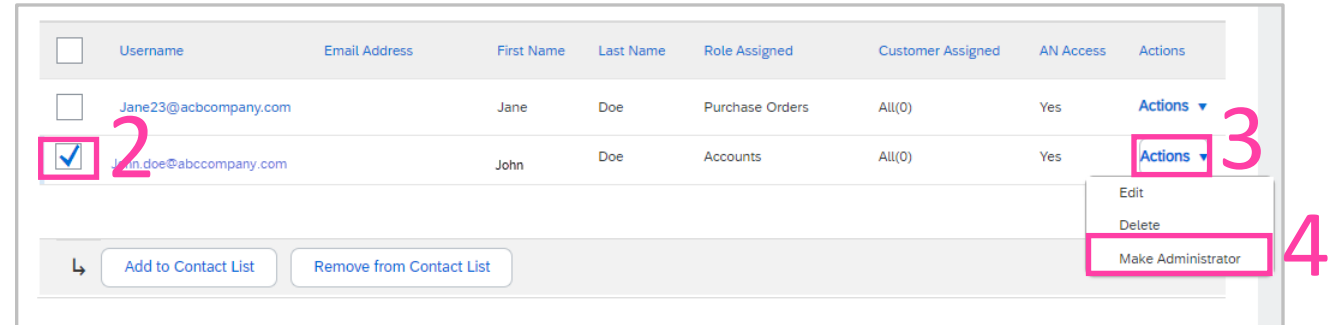 Username Email Address First Name Last Name Role Assigned Customer Assigned AN Access Actions
Jane23@acbcompany.com Jane Doe Purchase Orders All(0) Yes Actions
2 3
John.doe@abccompany.com John Doe Accounts All(0) Yes Actions
Edit
Delete
Make Administrator 4
Add to Contact List Remove from Contact List